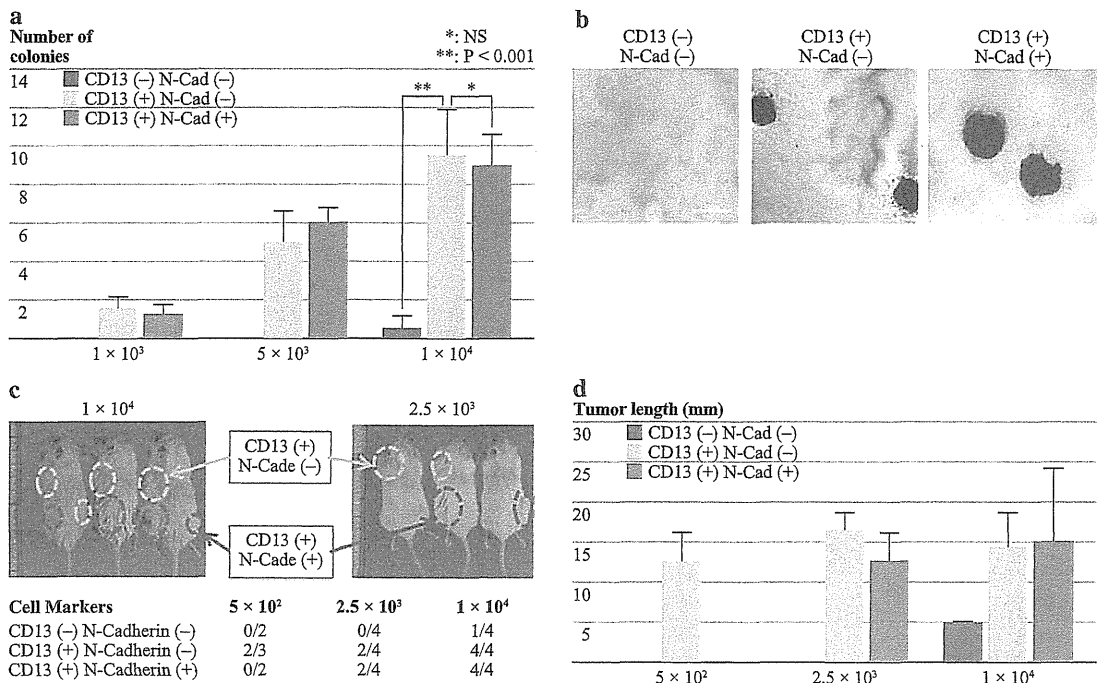 a
Number of
colonies
*: NS
**: P < 0.001
14
12
10
8
6
4
2
CD13 (–) N-Cad (–)
CD13 (+) N-Cad (–)
CD13 (+) N-Cad (+)
**
*
1 × 10³
5 × 10³
1 × 10⁴
b
CD13 (–)
N-Cad (–)
CD13 (+)
N-Cad (–)
CD13 (+)
N-Cad (+)
c
1 × 10⁴
2.5 × 10³
CD13 (+)
N-Cade (–)
CD13 (+)
N-Cade (+)
Cell Markers 5 × 10² 2.5 × 10³ 1 × 10⁴
CD13 (–) N-Cadherin (–) 0/2 0/4 1/4
CD13 (+) N-Cadherin (–) 2/3 2/4 4/4
CD13 (+) N-Cadherin (+) 0/2 2/4 4/4
d
Tumor length (mm)
30
25
20
15
10
5
CD13 (–) N-Cad (–)
CD13 (+) N-Cad (–)
CD13 (+) N-Cad (+)
5 × 10²
2.5 × 10³
1 × 10⁴